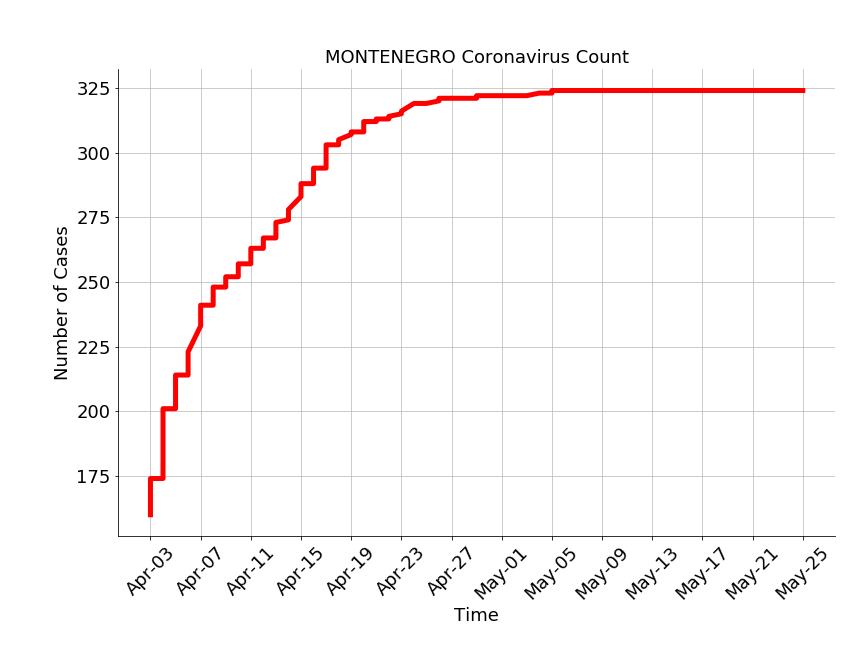 MONTENEGRO Coronavirus Count
325
300
275
250
225
200
175
Number of Cases
Apr-03
Apr-07
Apr-11
Apr-15
Apr-19
Apr-23
Apr-27
May-01
May-05
May-09
May-13
May-17
May-21
May-25
Time